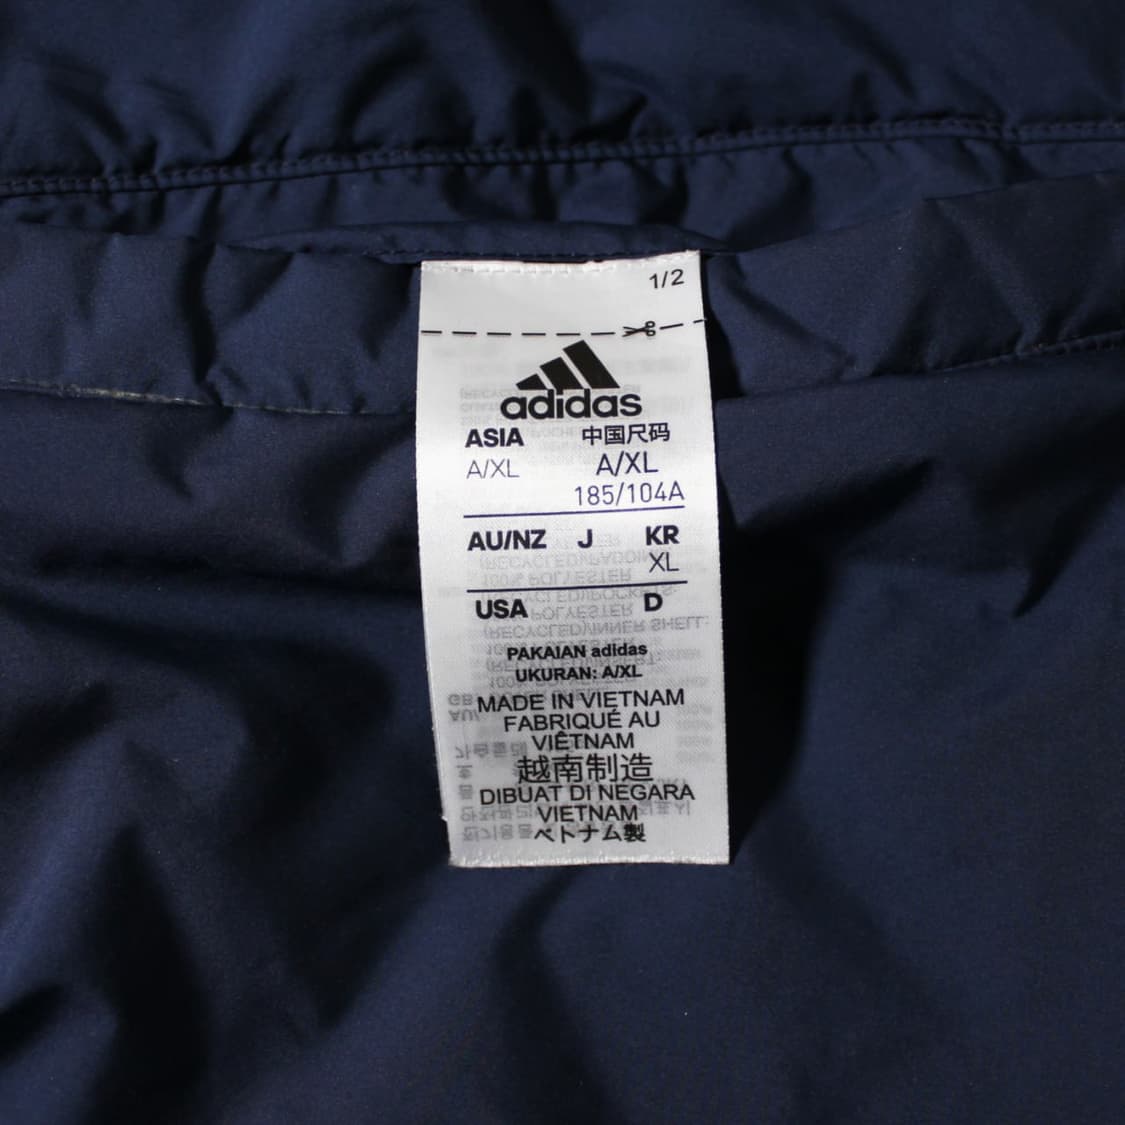 1/2
adidas
ASIA 中国尺码
A/XL A/XL
185/104A
AU/NZ J KR
XL
USA D
PAKAIAN adidas
UKURAN: A/XL
MADE IN VIETNAM
FABRIQUÉ AU
VIÊTNAM
越南制造
DIBUAT DI NEGARA
VIETNAM
ベトナム製